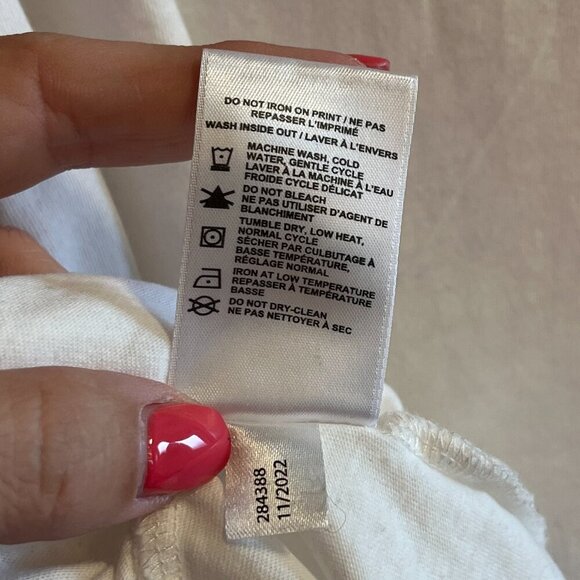 DO NOT IRON ON PRINT / NE PAS
REPASSER L'IMPRIMÉ
WASH INSIDE OUT / LAVER À L'ENVERS
MACHINE WASH, COLD
WATER, GENTLE CYCLE
LAVER À LA MACHINE À L'EAU
FROIDE CYCLE DÉLICAT
DO NOT BLEACH
NE PAS UTILISER D'AGENT DE
BLANCHIMENT
TUMBLE DRY, LOW HEAT,
NORMAL CYCLE
SÉCHER PAR CULBUTAGE À
BASSE TEMPÉRATURE,
RÉGLAGE NORMAL
IRON AT LOW TEMPERATURE
REPASSER À TEMPÉRATURE
BASSE
DO NOT DRY-CLEAN
NE PAS NETTOYER À SEC
284388
11/2022